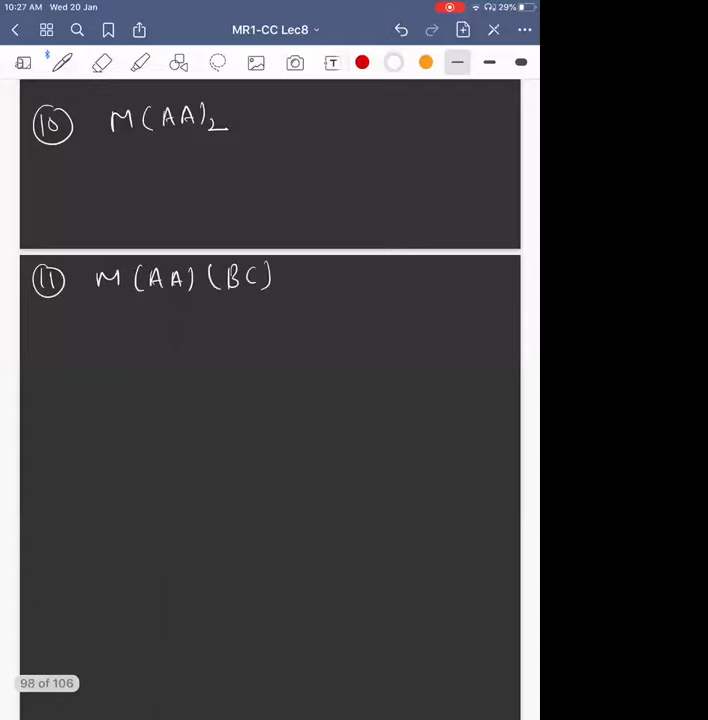 10:27 AM Wed 20 Jan 29%
MR1-CC Lec8
T
10 M(AA)2
11 M(AA)(BC)
98 of 106